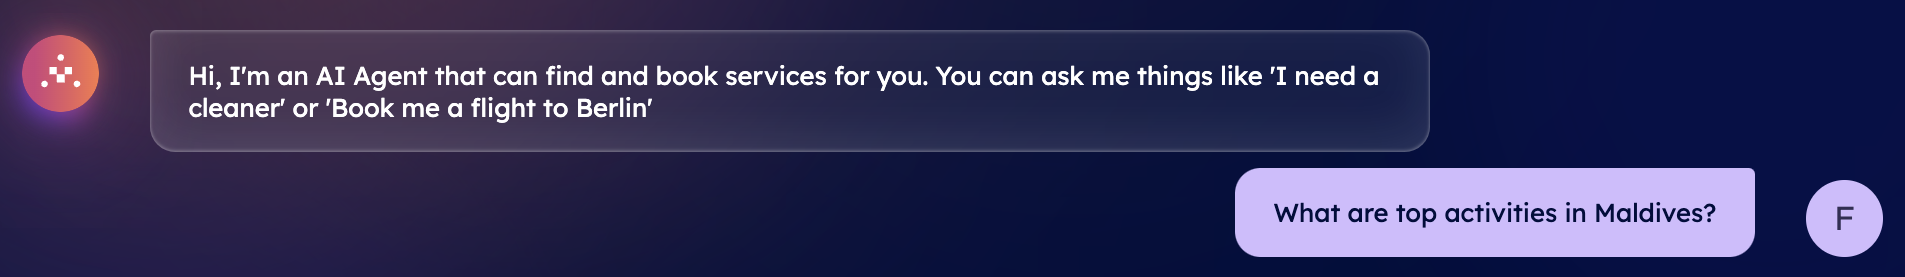 Hi, I'm an AI Agent that can find and book services for you. You can ask me things like 'I need a
cleaner' or 'Book me a flight to Berlin'
What are top activities in Maldives?
F